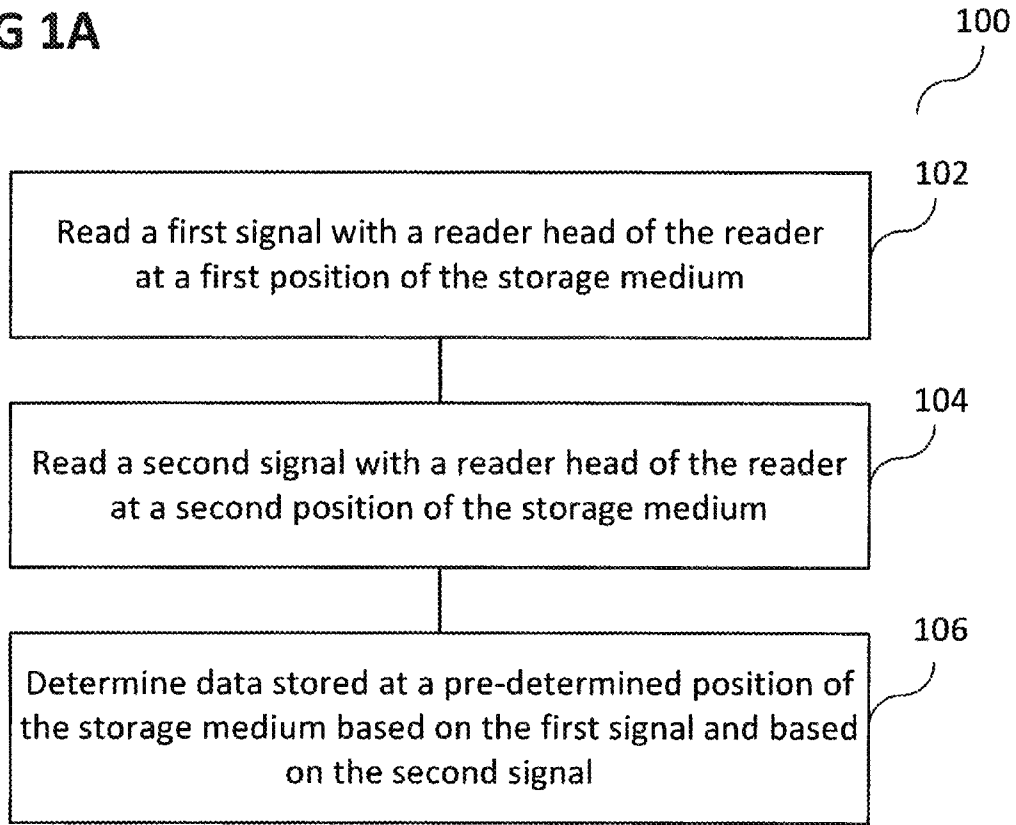 G 1A
100
102
Read a first signal with a reader head of the reader
at a first position of the storage medium
104
Read a second signal with a reader head of the reader
at a second position of the storage medium
106
Determine data stored at a pre-determined position of
the storage medium based on the first signal and based
on the second signal